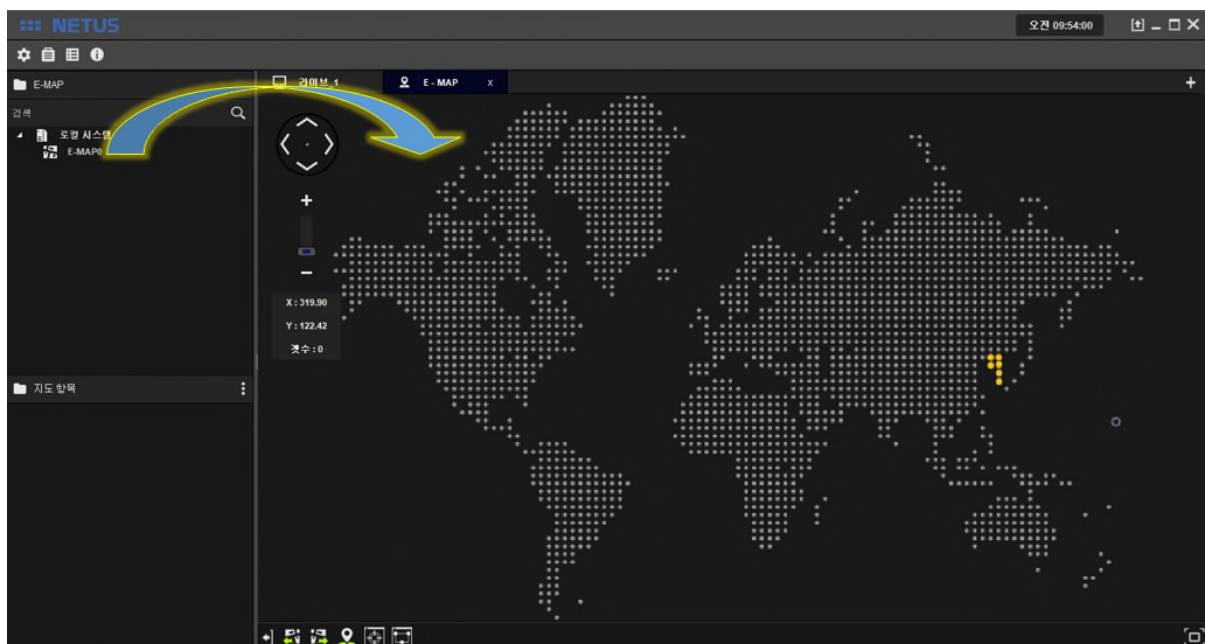 NETUS
오전 09:54:00
E-MAP
라이브_1
E - MAP x
검색
로컬 시스템
E-MAP0
X : 319.90
Y : 122.42
갯수 : 0
지도 항목